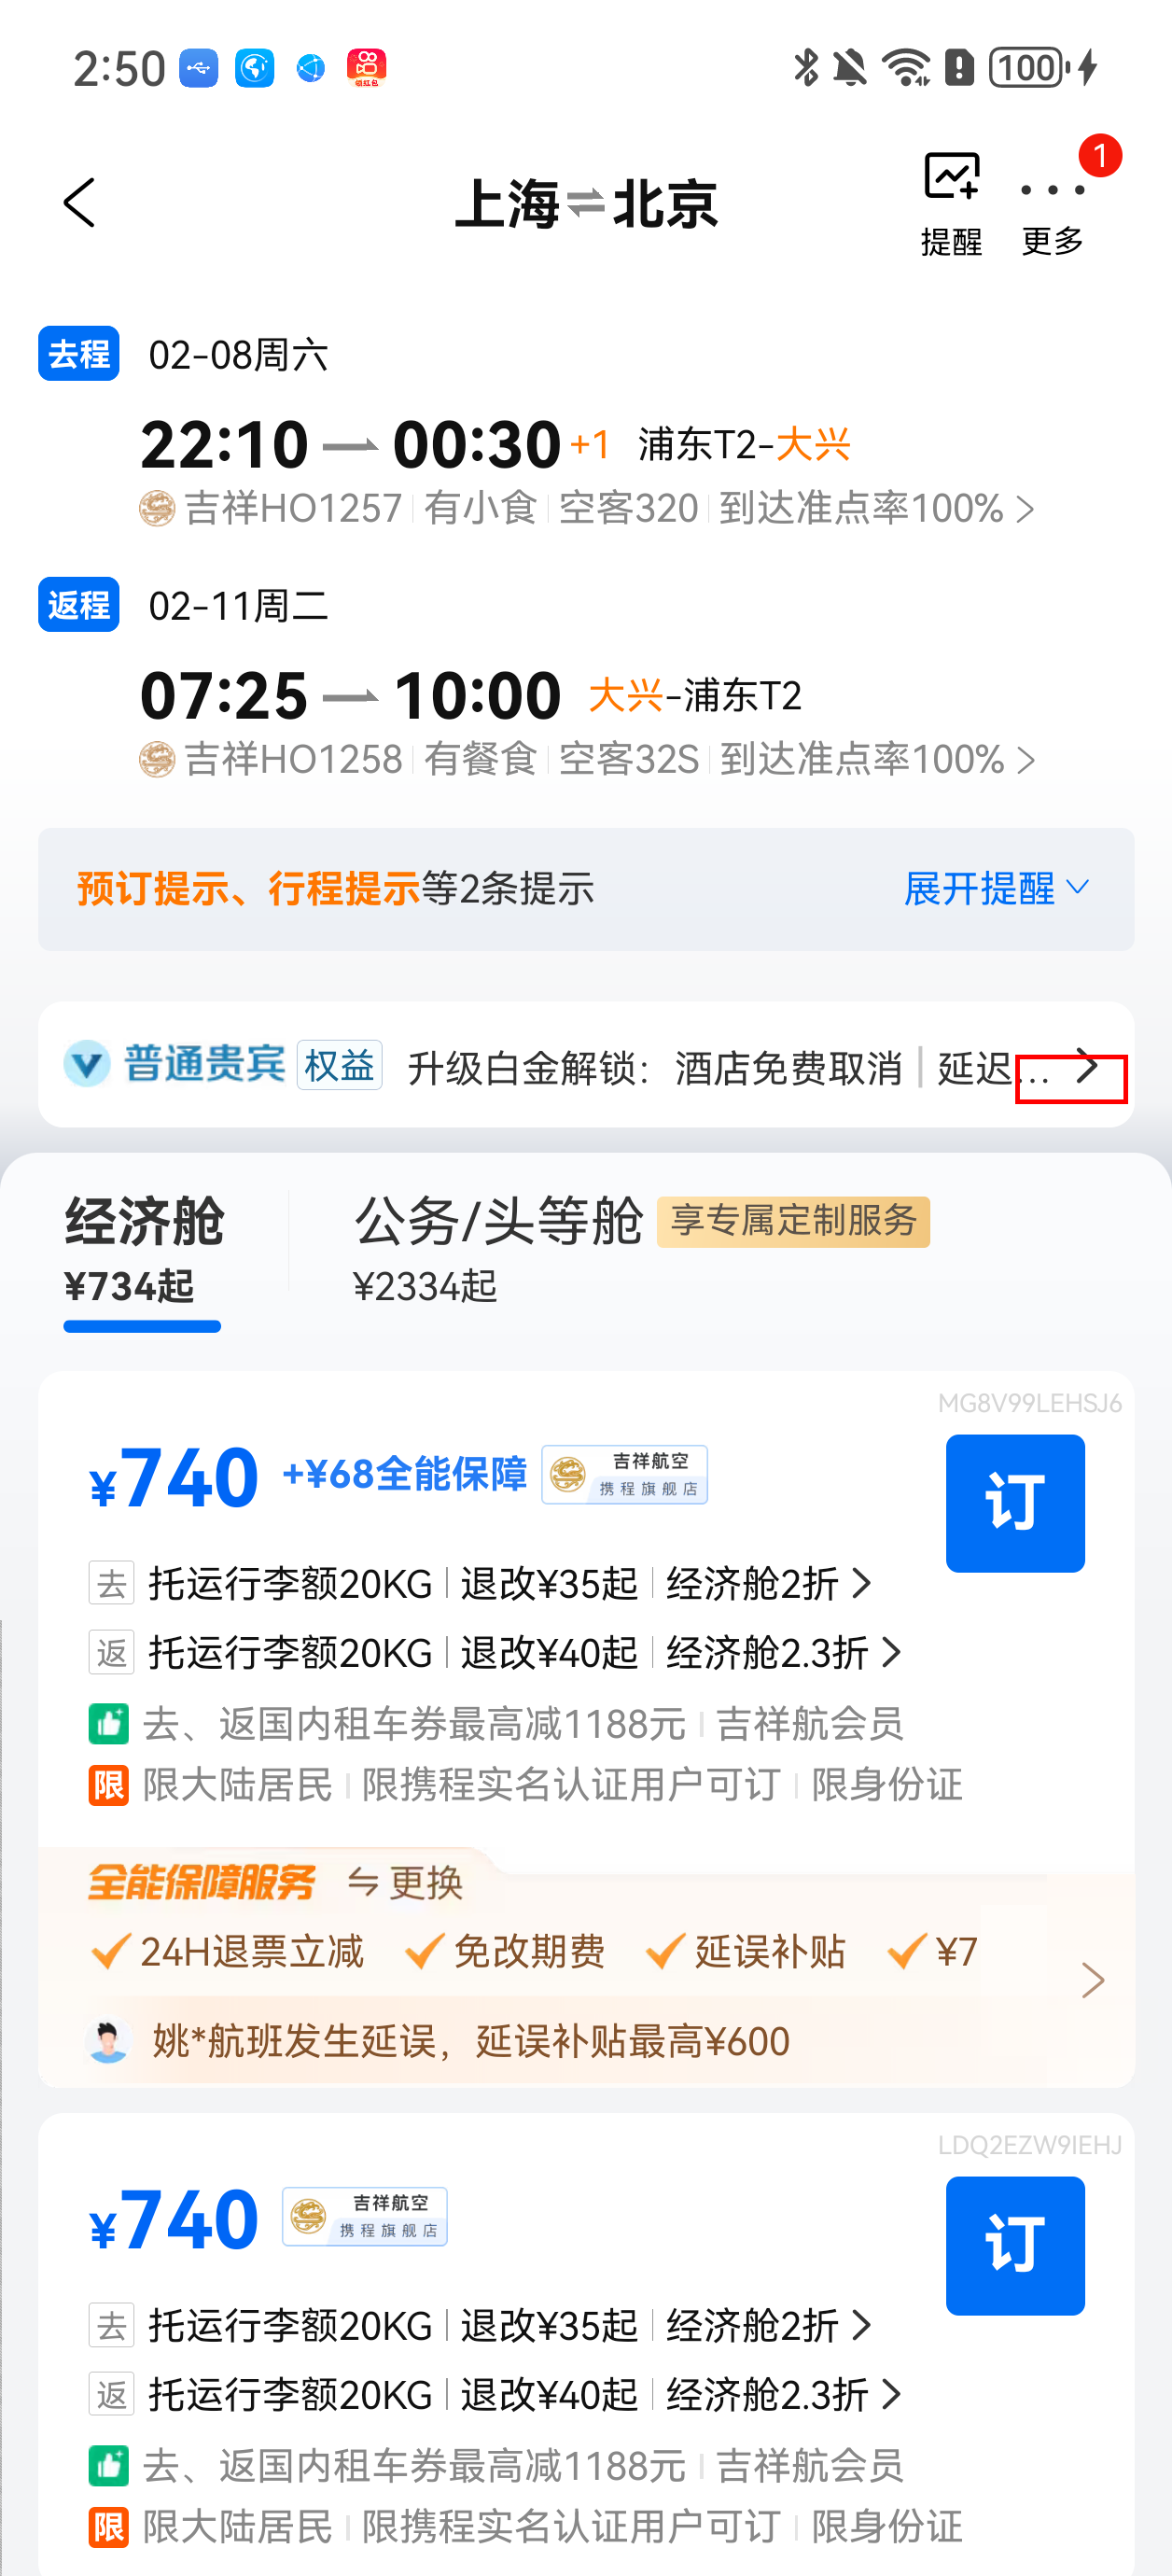 2:50
领红包
100
上海⇌北京
提醒
更多
1
去程 02-08周六
22:10 00:30 +1 浦东T2-大兴
吉祥HO1257 有小食 空客320 到达准点率100%
返程 02-11周二
07:25 10:00 大兴-浦东T2
吉祥HO1258 有餐食 空客32S 到达准点率100%
预订提示、行程提示等2条提示 展开提醒
普通贵宾 权益 升级白金解锁：酒店免费取消 延迟...
经济舱 公务/头等舱 享专属定制服务
¥734起 ¥2334起
MG8V99LEHSJ6
¥740 +¥68全能保障 吉祥航空 携程旗舰店
订
去 托运行李额20KG 退改¥35起 经济舱2折
返 托运行李额20KG 退改¥40起 经济舱2.3折
去、返国内租车券最高减1188元 吉祥航会员
限 限大陆居民 限携程实名认证用户可订 限身份证
全能保障服务 更换
24H退票立减 免改期费 延误补贴 ¥7
姚*航班发生延误，延误补贴最高¥600
LDQ2EZW9IEHJ
¥740 吉祥航空 携程旗舰店
订
去 托运行李额20KG 退改¥35起 经济舱2折
返 托运行李额20KG 退改¥40起 经济舱2.3折
去、返国内租车券最高减1188元 吉祥航会员
限 限大陆居民 限携程实名认证用户可订 限身份证